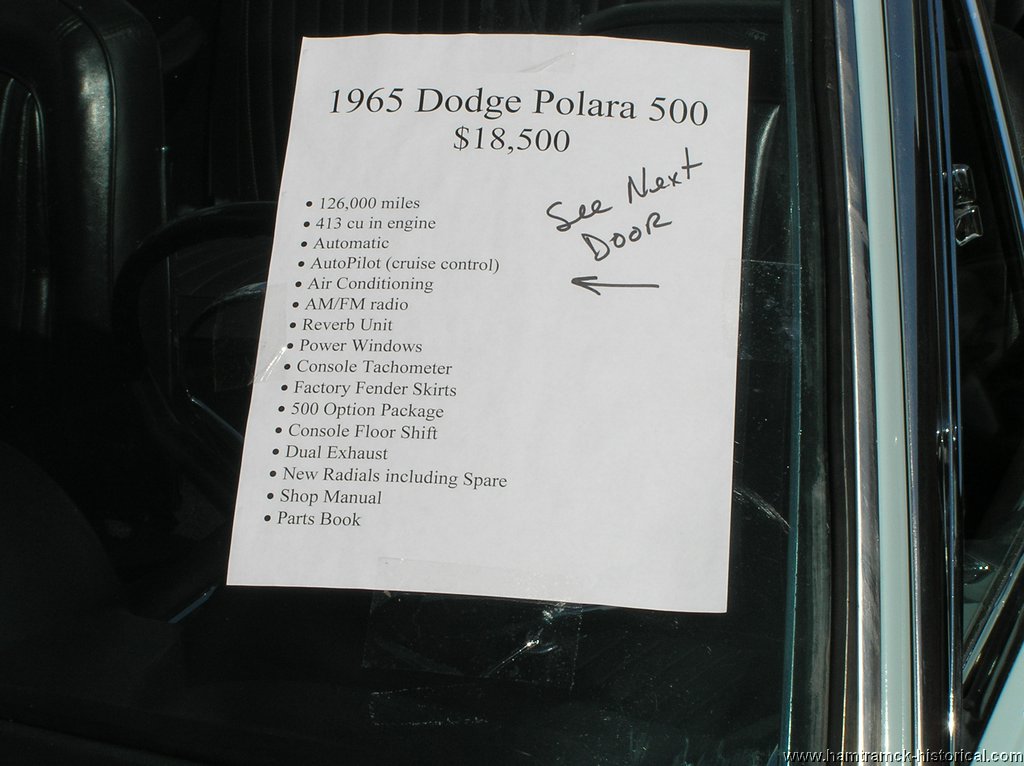 1965 Dodge Polara 500
$18,500
See Next
Door
←
• 126,000 miles
• 413 cu in engine
• Automatic
• AutoPilot (cruise control)
• Air Conditioning
• AM/FM radio
• Reverb Unit
• Power Windows
• Console Tachometer
• Factory Fender Skirts
• 500 Option Package
• Console Floor Shift
• Dual Exhaust
• New Radials including Spare
• Shop Manual
• Parts Book
www.hamtramck-historical.com